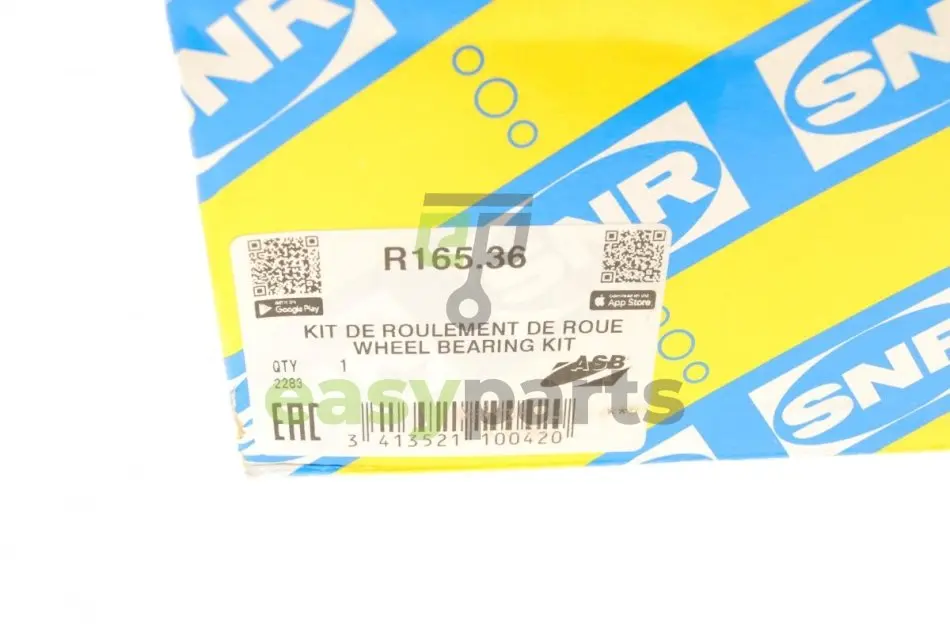 SNR
SNR
SNR
R165.36
GET IT ON
Google Play
Download on the
App Store
KIT DE ROULEMENT DE ROUE
WHEEL BEARING KIT
QTY 1
2283
ASB
easyparts
EAC
3 413521 100420
SNR